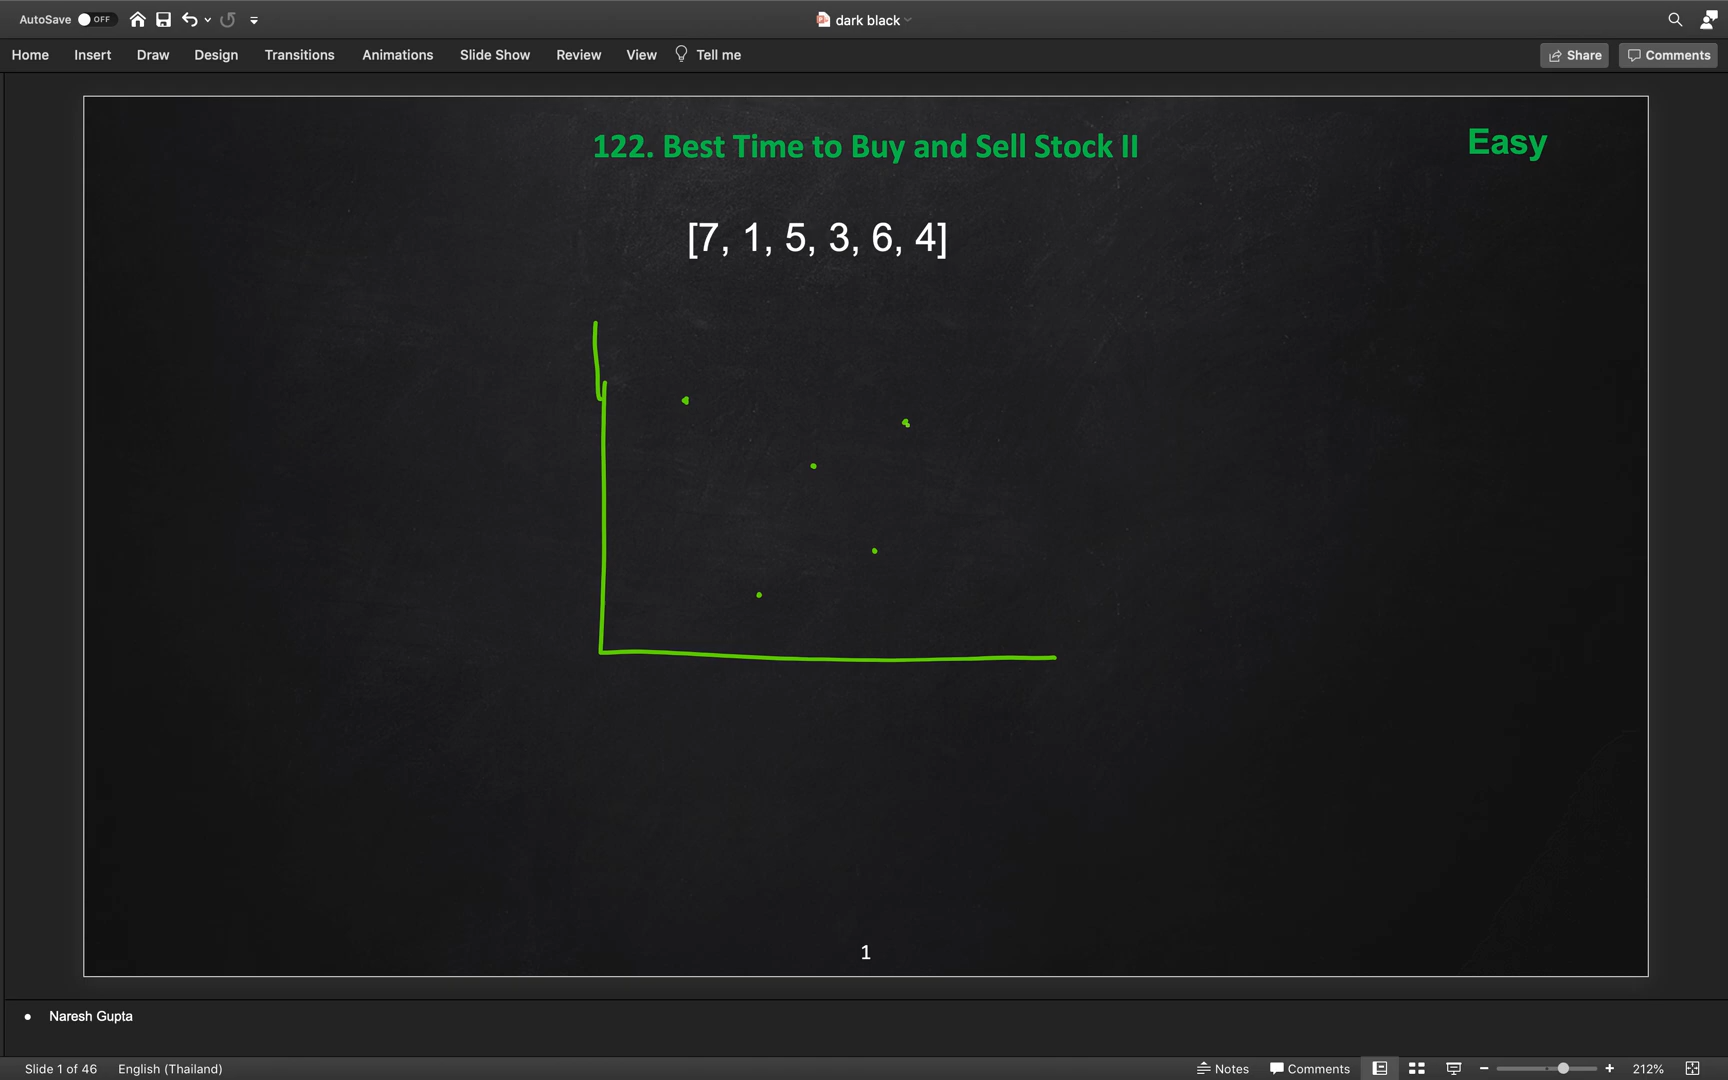 AutoSave OFF
dark black
Home Insert Draw Design Transitions Animations Slide Show Review View Tell me
Share Comments
122. Best Time to Buy and Sell Stock II
Easy
[7, 1, 5, 3, 6, 4]
1
Naresh Gupta
Slide 1 of 46 English (Thailand)
Notes Comments 212%